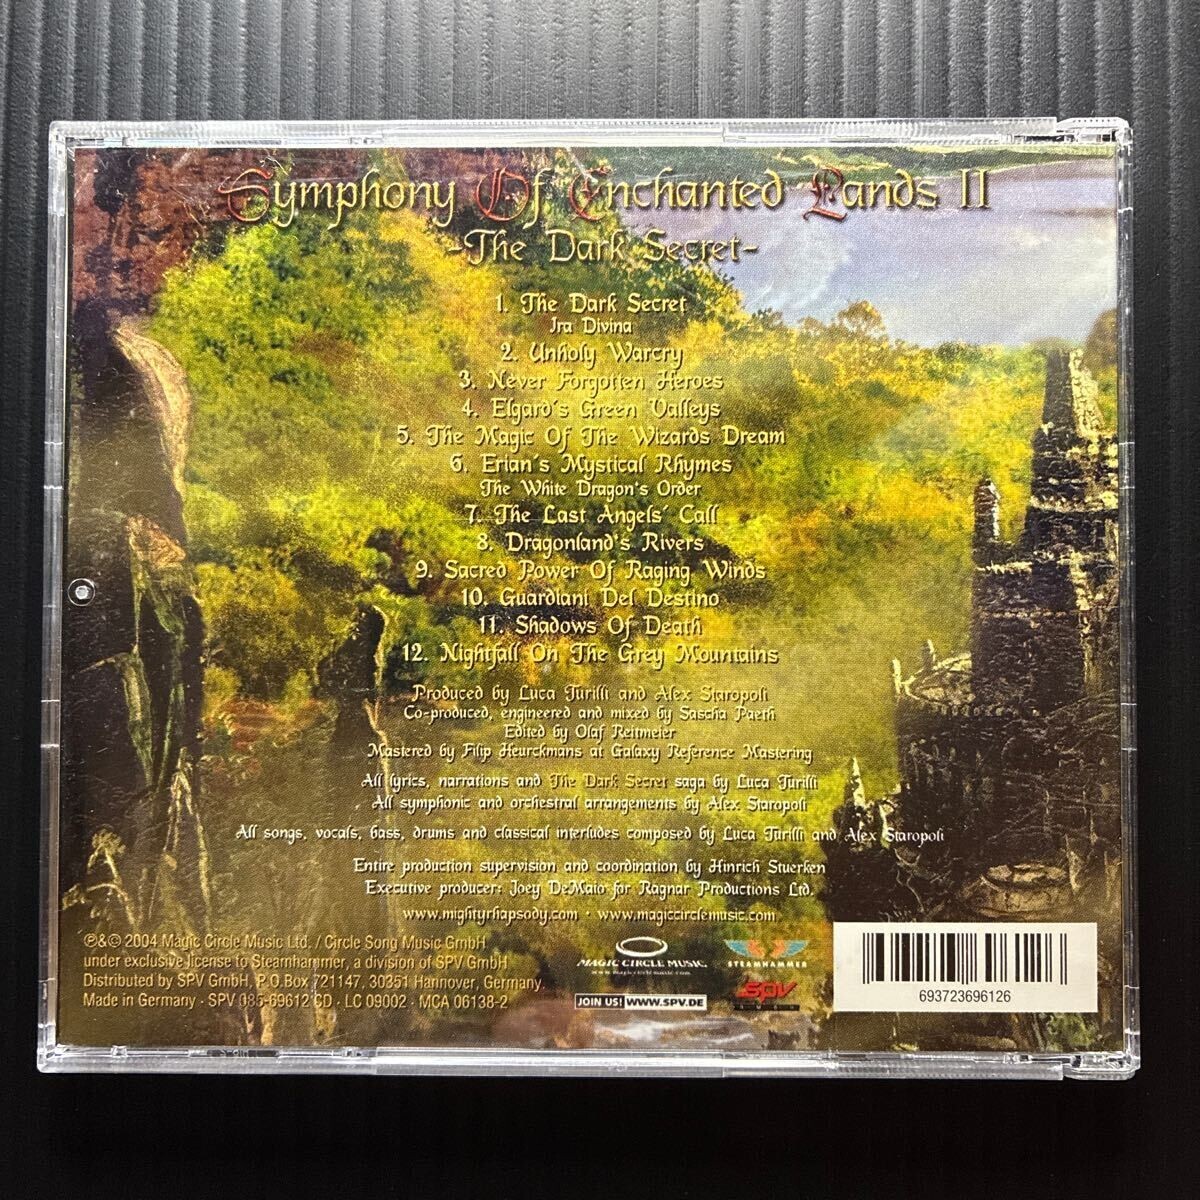 Symphony Of Enchanted Lands II
-The Dark Secret-
1. The Dark Secret
Ira Divina
2. Unholy Warcry
3. Never Forgotten Heroes
4. Elgard's Green Valleys
5. The Magic Of The Wizards Dream
6. Erian's Mystical Rhymes
The White Dragon's Order
7. The Last Angels' Call
8. Dragonland's Rivers
9. Sacred Power Of Raging Winds
10. Guardiani Del Destino
11. Shadows Of Death
12. Nightfall On The Grey Mountains
Produced by Luca Turilli and Alex Staropoli
Co-produced, engineered and mixed by Sascha Paeth
Edited by Olaf Reitmeier
Mastered by Filip Heurckmans at Galaxy Reference Mastering
All lyrics, narrations and The Dark Secret saga by Luca Turilli
All symphonic and orchestral arrangements by Alex Staropoli
All songs, vocals, bass, drums and classical interludes composed by Luca Turilli and Alex Staropoli
Entire production supervision and coordination by Hinrich Stuerken
Executive producer: Joey DeMaio for Ragnar Productions Ltd.
www.mightyrhapsody.com · www.magiccirclemusic.com
℗&© 2004 Magic Circle Music Ltd. / Circle Song Music GmbH
under exclusive license to Steamhammer, a division of SPV GmbH
Distributed by SPV GmbH, P.O.Box 721147, 30351 Hannover, Germany.
Made in Germany · SPV 085-69612 CD · LC 09002 · MCA 06138-2
MAGIC CIRCLE MUSIC
www.magiccirclemusic.com
STEAMHAMMER
JOIN US! WWW.SPV.DE
SPV
693723696126